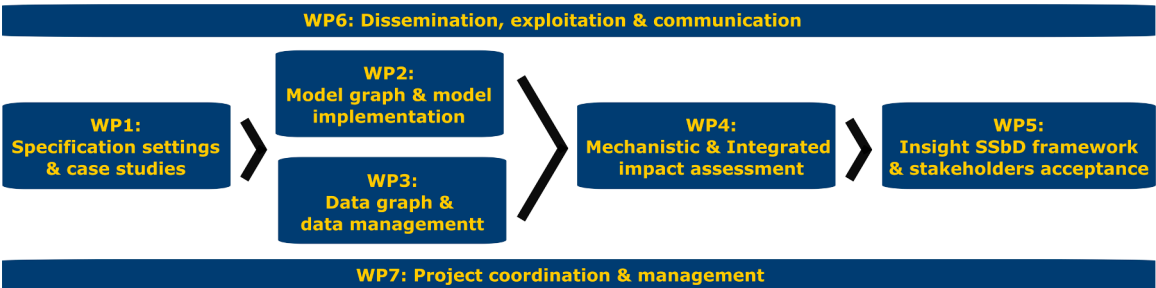 WP6: Dissemination, exploitation & communication
WP1:
Specification settings
& case studies
WP2:
Model graph & model
implementation
WP3:
Data graph &
data managementt
WP4:
Mechanistic & Integrated
impact assessment
WP5:
Insight SSbD framework
& stakeholders acceptance
WP7: Project coordination & management